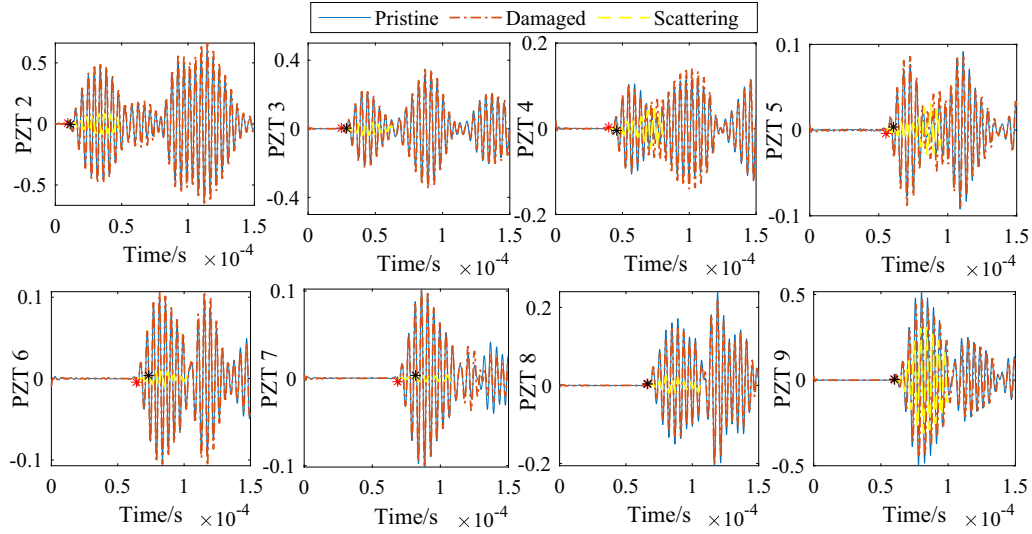 Pristine Damaged Scattering
PZT 2
0.5
0
-0.5
0 0.5 1 1.5
Time/s ×10-4
PZT 3
0.4
0
-0.4
0 0.5 1 1.5
Time/s ×10-4
PZT 4
0.2
0
-0.2
0 0.5 1 1.5
Time/s ×10-4
PZT 5
0.1
0
-0.1
0 0.5 1 1.5
Time/s ×10-4
PZT 6
0.1
0
-0.1
0 0.5 1 1.5
Time/s ×10-4
PZT 7
0.1
0
-0.1
0 0.5 1 1.5
Time/s ×10-4
PZT 8
0.2
0
-0.2
0 0.5 1 1.5
Time/s ×10-4
PZT 9
0.5
0
-0.5
0 0.5 1 1.5
Time/s ×10-4